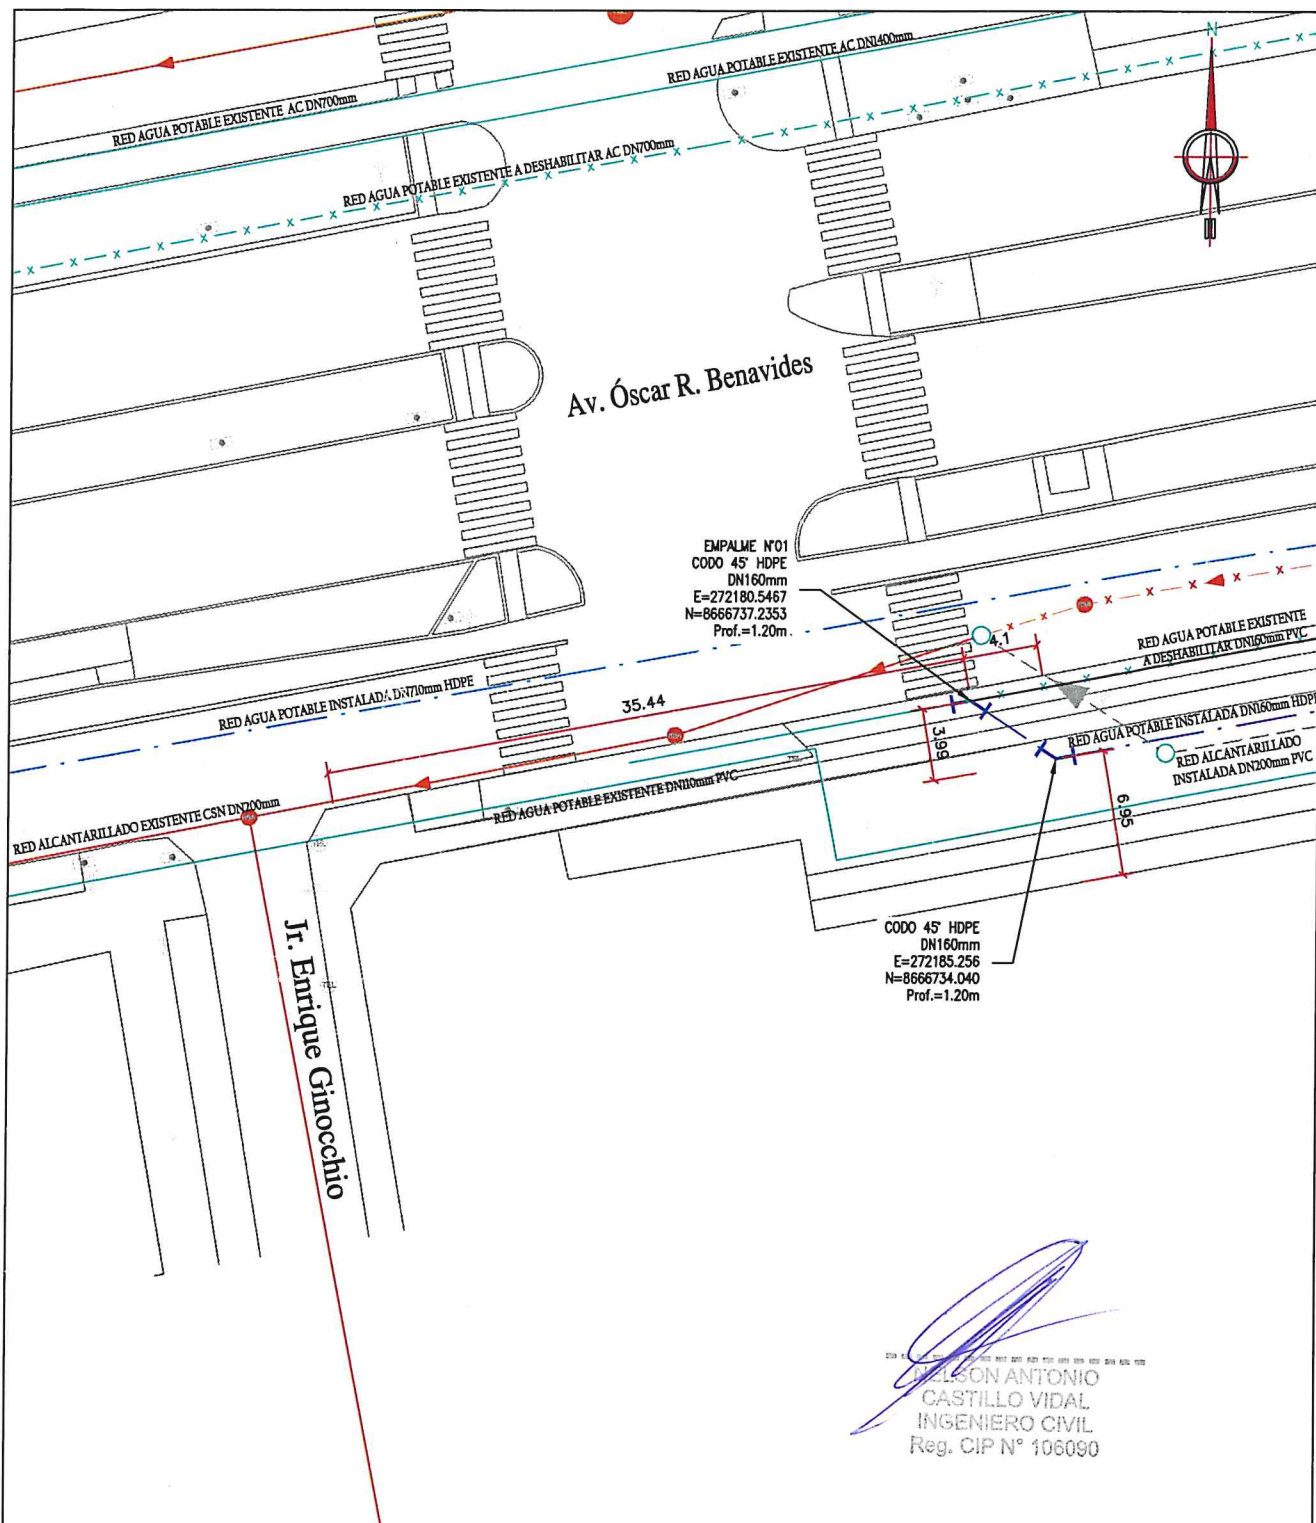 N
RED AGUA POTABLE EXISTENTE AC DN1400mm
RED AGUA POTABLE EXISTENTE AC DN700mm
RED AGUA POTABLE EXISTENTE A DESHABILITAR AC DN700mm
Av. Óscar R. Benavides
EMPALME N°01
CODO 45° HDPE
DN160mm
E=272180.5467
N=8666737.2353
Prof.=1.20m
4.1
RED AGUA POTABLE EXISTENTE
A DESHABILITAR DN160mm PVC
RED AGUA POTABLE INSTALADA DN710mm HDPE
35.44
3.99
RED AGUA POTABLE INSTALADA DN160mm HDPE
RED ALCANTARILLADO
INSTALADA DN200mm PVC
6.95
RED AGUA POTABLE EXISTENTE DN110mm PVC
RED ALCANTARILLADO EXISTENTE CSN DN200mm
TEL
TEL
TEL
Jr. Enrique Ginocchio
CODO 45° HDPE
DN160mm
E=272185.256
N=8666734.040
Prof.=1.20m
NELSON ANTONIO
CASTILLO VIDAL
INGENIERO CIVIL
Reg. CIP N° 106090